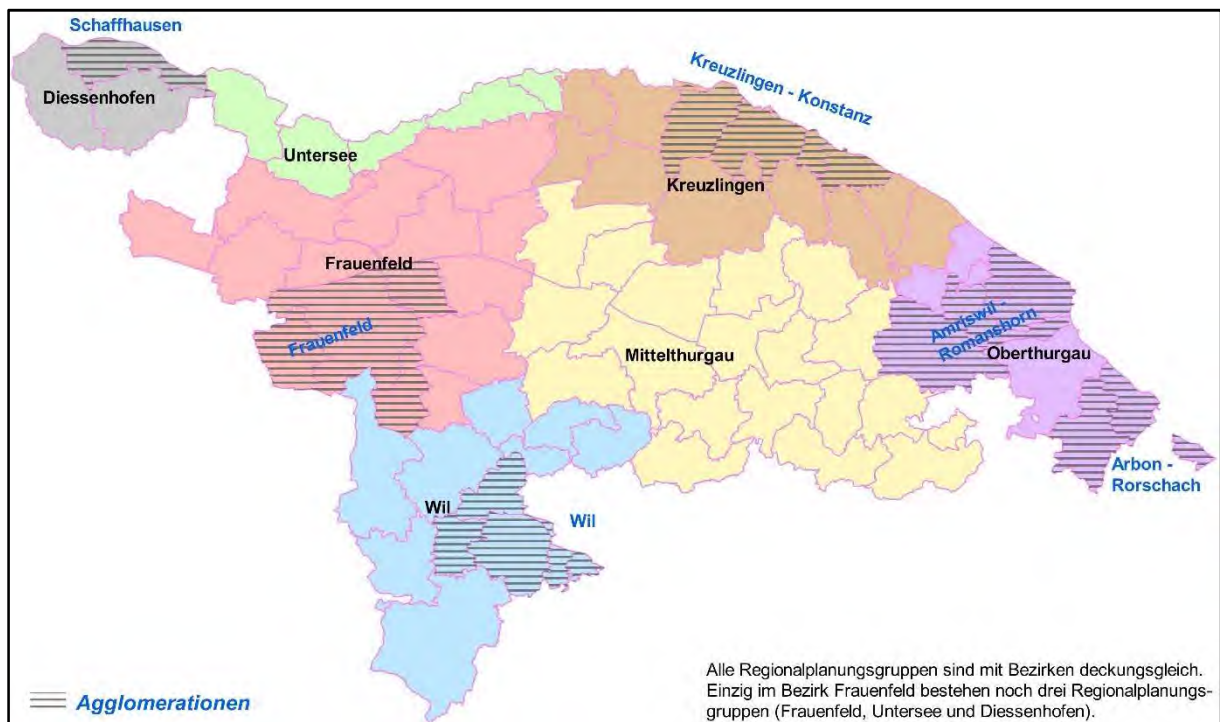 Schaffhausen
Diessenhofen
Kreuzlingen - Konstanz
Untersee
Kreuzlingen
Frauenfeld
Frauenfeld
Amriswil -
Romanshorn
Mittelthurgau
Oberthurgau
Arbon -
Rorschach
Wil
Wil
Agglomerationen
Alle Regionalplanungsgruppen sind mit Bezirken deckungsgleich.
Einzig im Bezirk Frauenfeld bestehen noch drei Regionalplanungs-
gruppen (Frauenfeld, Untersee und Diessenhofen).